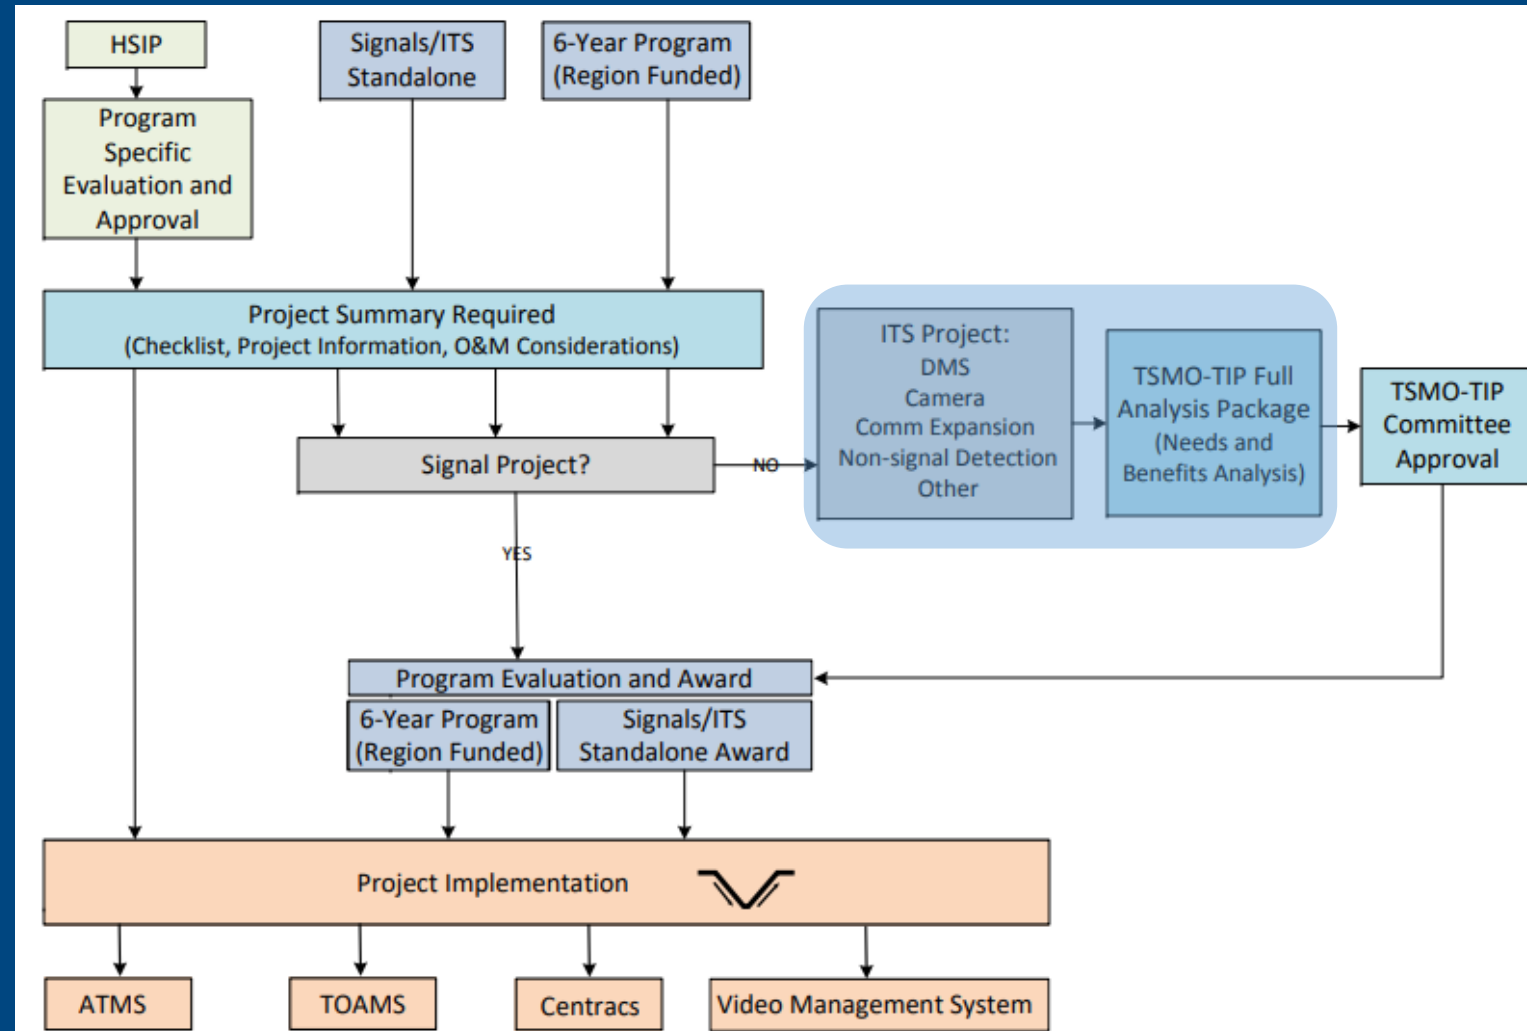 HSIP
Signals/ITS
Standalone
6-Year Program
(Region Funded)
Program
Specific
Evaluation and
Approval
Project Summary Required
(Checklist, Project Information, O&M Considerations)
Signal Project?
NO
ITS Project:
DMS
Camera
Comm Expansion
Non-signal Detection
Other
TSMO-TIP Full
Analysis Package
(Needs and
Benefits Analysis)
TSMO-TIP
Committee
Approval
YES
Program Evaluation and Award
6-Year Program
(Region Funded)
Signals/ITS
Standalone Award
Project Implementation
ATMS
TOAMS
Centracs
Video Management System